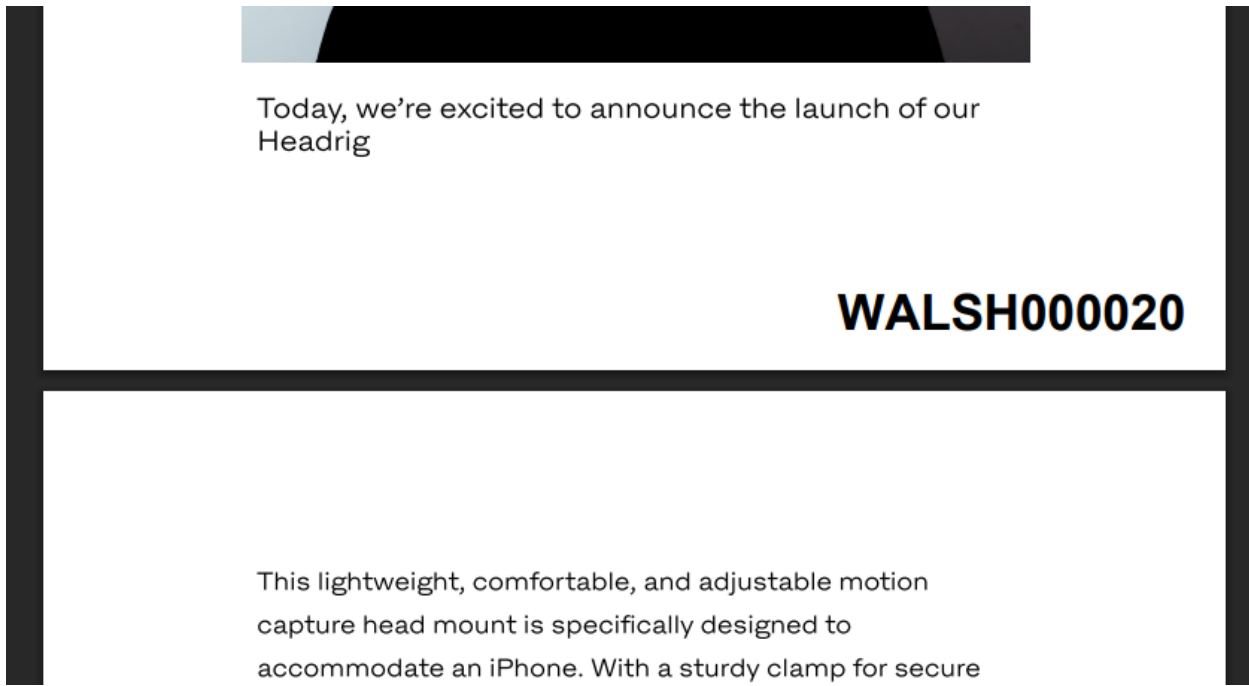 Today, we’re excited to announce the launch of our
Headrig
WALSH000020
This lightweight, comfortable, and adjustable motion
capture head mount is specifically designed to
accommodate an iPhone. With a sturdy clamp for secure